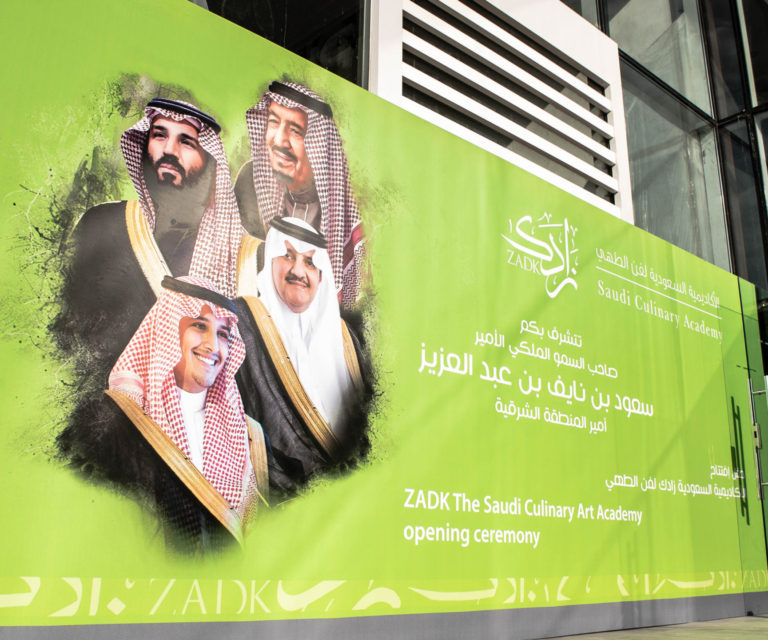 زادك
ZADK
الأكاديمية السعودية لفن الطهي
Saudi Culinary Academy
تتشرف بكم
صاحب السمو الملكي الأمير
سعود بن نايف بن عبد العزيز
أمير المنطقة الشرقية
إفتتاح
الأكاديمية السعودية زادك لفن الطهي
ZADK The Saudi Culinary Art Academy
opening ceremony
ZADK